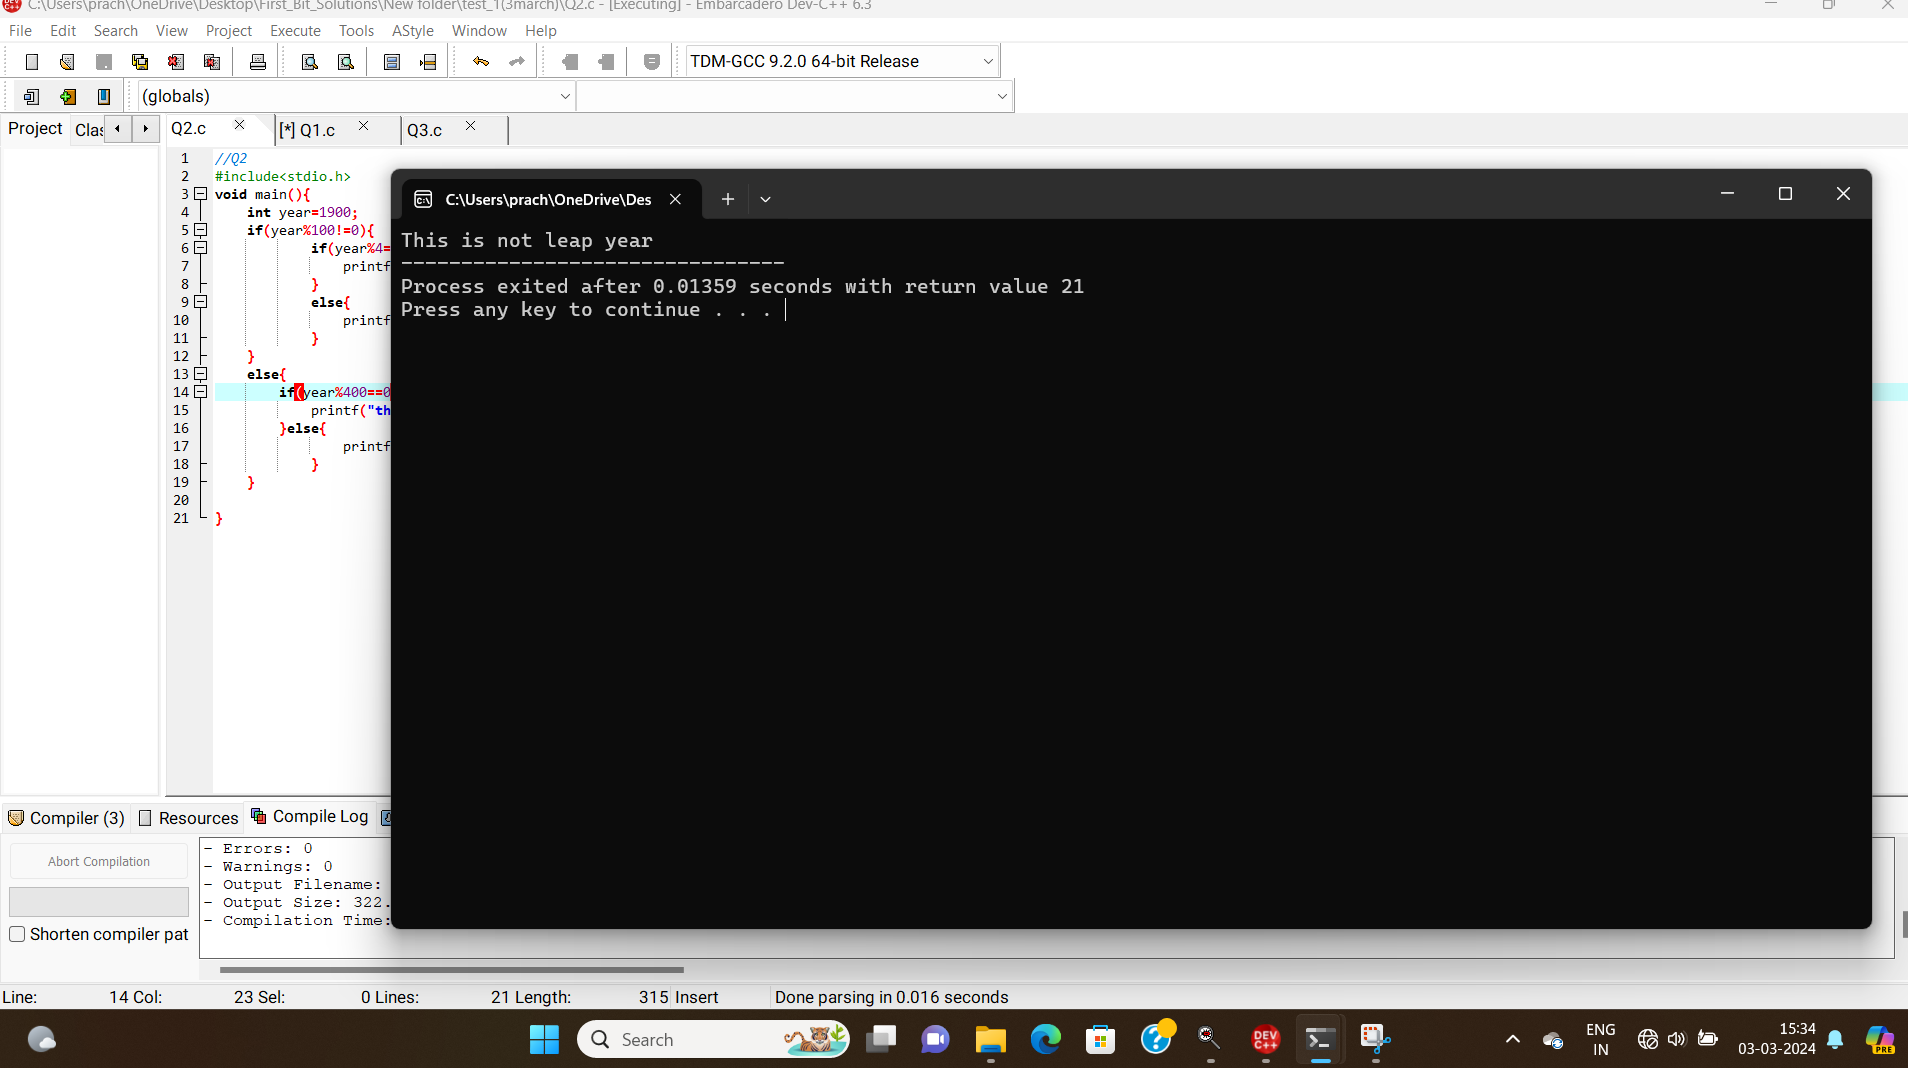 C:\Users\prach\OneDrive\Desktop\First_Bit_Solutions\New folder\test_1(3march)\Q2.c - [Executing] - Embarcadero Dev-C++ 6.3
File Edit Search View Project Execute Tools AStyle Window Help
TDM-GCC 9.2.0 64-bit Release
(globals)
Project Clas Q2.c [*] Q1.c Q3.c
1 //Q2
2 #include<stdio.h>
3 void main(){
4 int year=1900;
5 if(year%100!=0){
6 if(year%4=
7 printf
8 }
9 else{
10 printf
11 }
12 }
13 else{
14 if(year%400==0
15 printf("th
16 }else{
17 printf
18 }
19 }
20
21 }
C:\Users\prach\OneDrive\Des
This is not leap year
--------------------------------
Process exited after 0.01359 seconds with return value 21
Press any key to continue . . .
Compiler (3) Resources Compile Log
Abort Compilation
Shorten compiler pat
- Errors: 0
- Warnings: 0
- Output Filename:
- Output Size: 322.
- Compilation Time:
Line: 14 Col: 23 Sel: 0 Lines: 21 Length: 315 Insert Done parsing in 0.016 seconds
Search
DEV C++
ENG
IN
15:34
03-03-2024
PRE